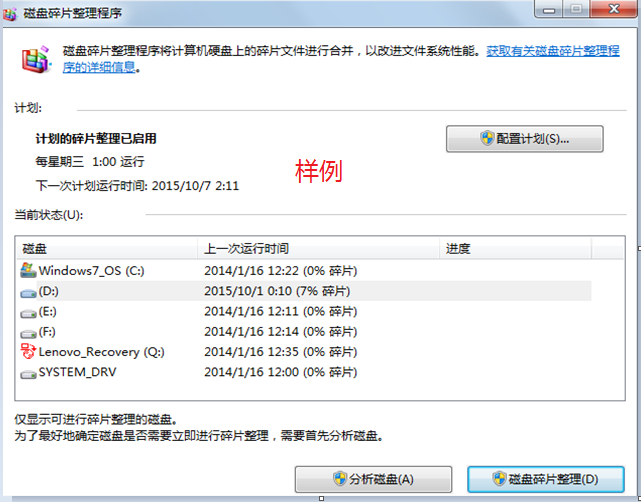 磁盘碎片整理程序
磁盘碎片整理程序将计算机硬盘上的碎片文件进行合并，以改进文件系统性能。获取有关磁盘碎片整理程
序的详细信息。
计划:
计划的碎片整理已启用
配置计划(S)...
每星期三 1:00 运行
样例
下一次计划运行时间: 2015/10/7 2:11
当前状态(U):
磁盘 上一次运行时间 进度
Windows7_OS (C:) 2014/1/16 12:22 (0% 碎片)
(D:) 2015/10/1 0:10 (7% 碎片)
(E:) 2014/1/16 12:11 (0% 碎片)
(F:) 2014/1/16 12:14 (0% 碎片)
Lenovo_Recovery (Q:) 2014/1/16 12:35 (0% 碎片)
SYSTEM_DRV 2014/1/16 12:00 (0% 碎片)
仅显示可进行碎片整理的磁盘。
为了最好地确定磁盘是否需要立即进行碎片整理，需要首先分析磁盘。
分析磁盘(A) 磁盘碎片整理(D)